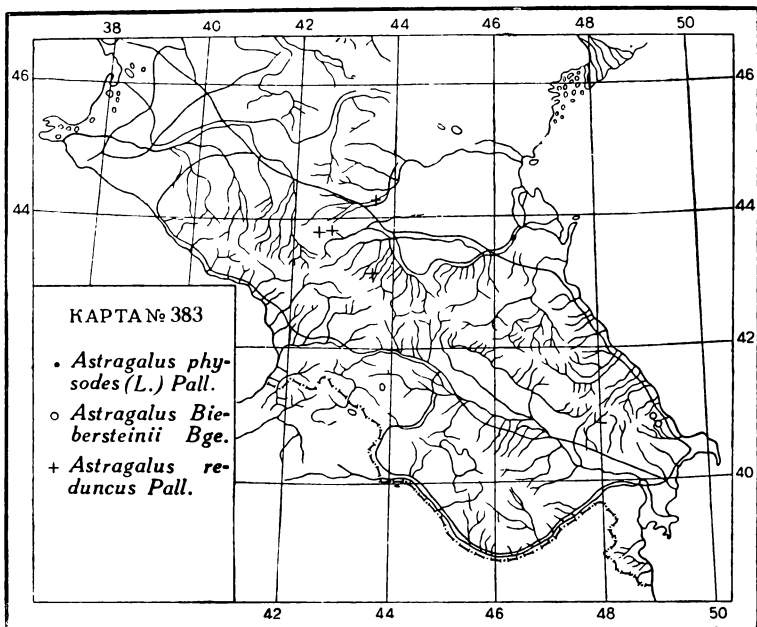 38 40 42 44 46 48 50
46 46
44 44
42
40
КАРТА № 383
• Astragalus phy-
sodes (L.) Pall.
o Astragalus Bie-
bersteinii Bge.
+ Astragalus re-
duncus Pall.
42 44 46 48 50